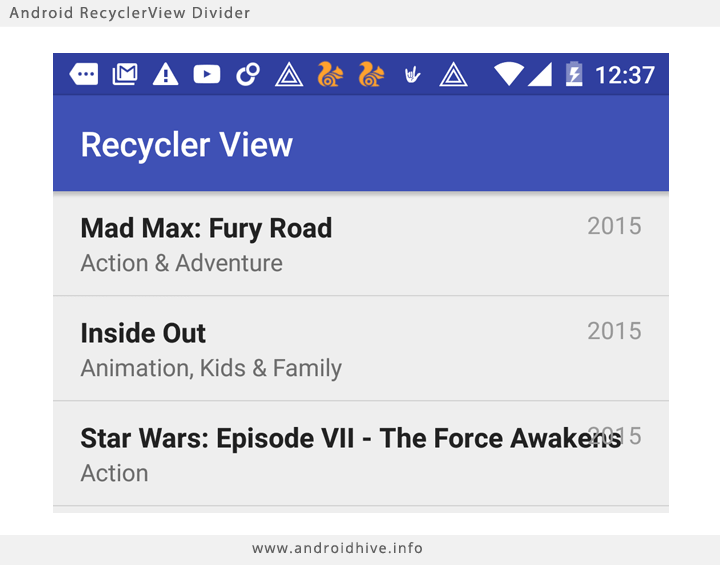 Android RecyclerView Divider
12:37
Recycler View
Mad Max: Fury Road 2015
Action & Adventure
Inside Out 2015
Animation, Kids & Family
Star Wars: Episode VII - The Force Awakens 2015
Action
www.androidhive.info